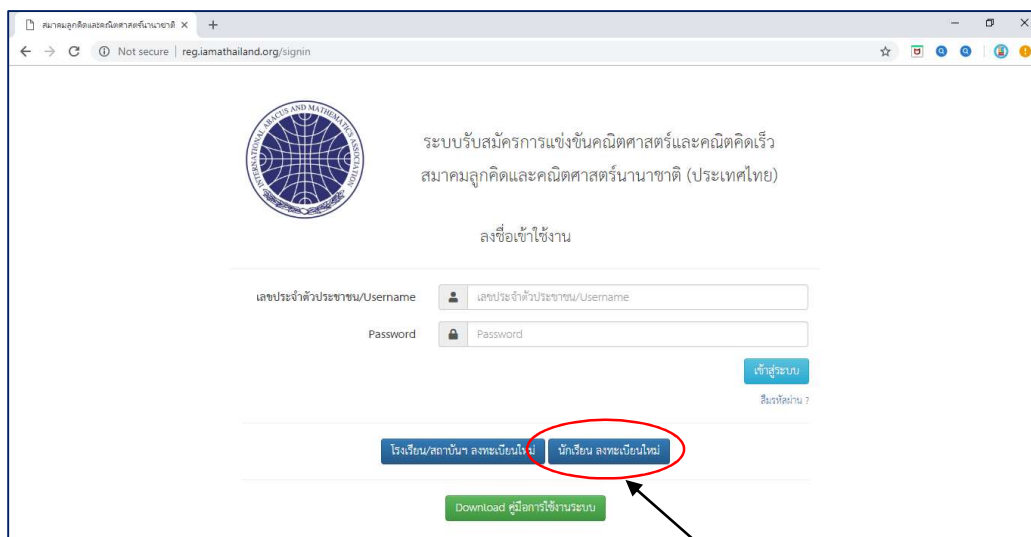 สมาคมลูกคิดและคณิตศาสตร์นานาชาติ
Not secure | reg.iamathailand.org/signin
INTERNATIONAL ABACUS AND MATHEMATICS ASSOCIATION
ระบบรับสมัครการแข่งขันคณิตศาสตร์และคณิตคิดเร็ว
สมาคมลูกคิดและคณิตศาสตร์นานาชาติ (ประเทศไทย)
ลงชื่อเข้าใช้งาน
เลขประจำตัวประชาชน/Username เลขประจำตัวประชาชน/Username
Password Password
เข้าสู่ระบบ
ลืมรหัสผ่าน ?
โรงเรียน/สถาบันฯ ลงทะเบียนใหม่ นักเรียน ลงทะเบียนใหม่
Download คู่มือการใช้งานระบบ